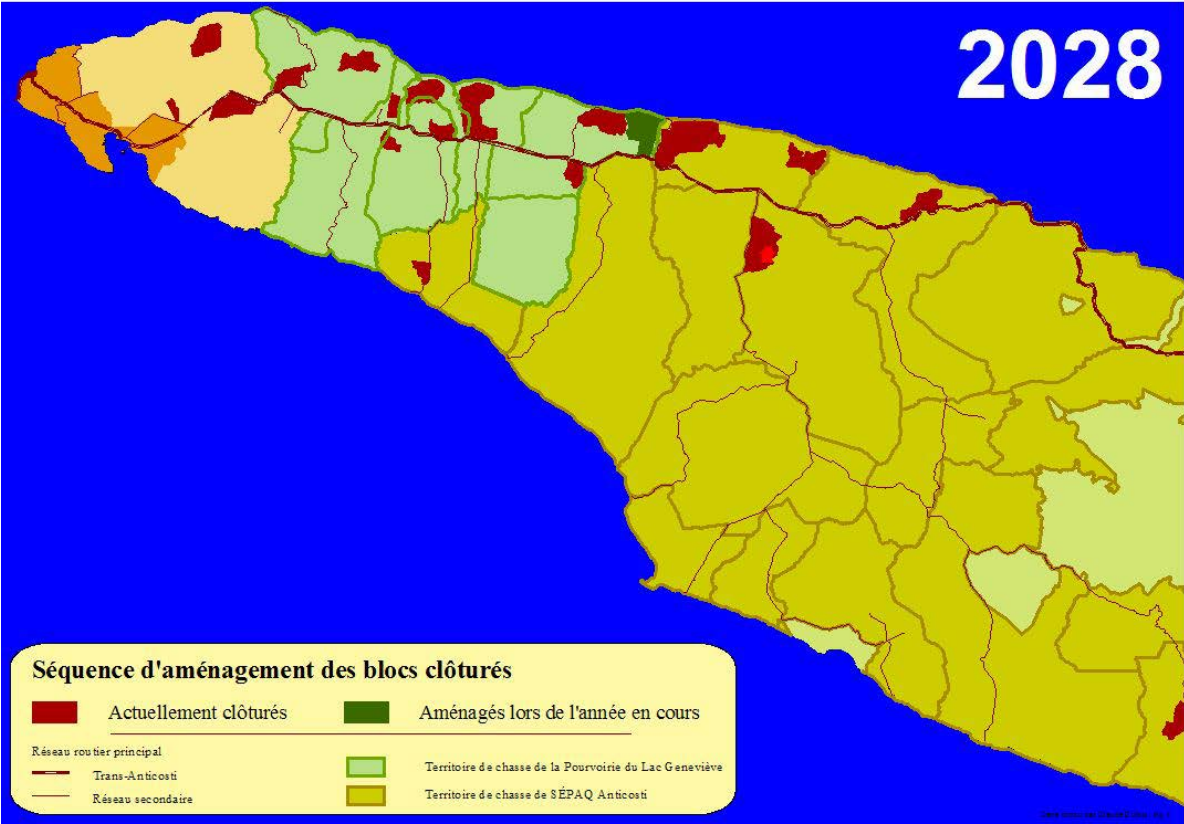 2028
Séquence d'aménagement des blocs clôturés
Actuellement clôturés
Aménagés lors de l'année en cours
Réseau routier principal
Trans-Anticosti
Réseau secondaire
Territoire de chasse de la Pourvoirie du Lac Geneviève
Territoire de chasse de SÉPAQ Anticosti